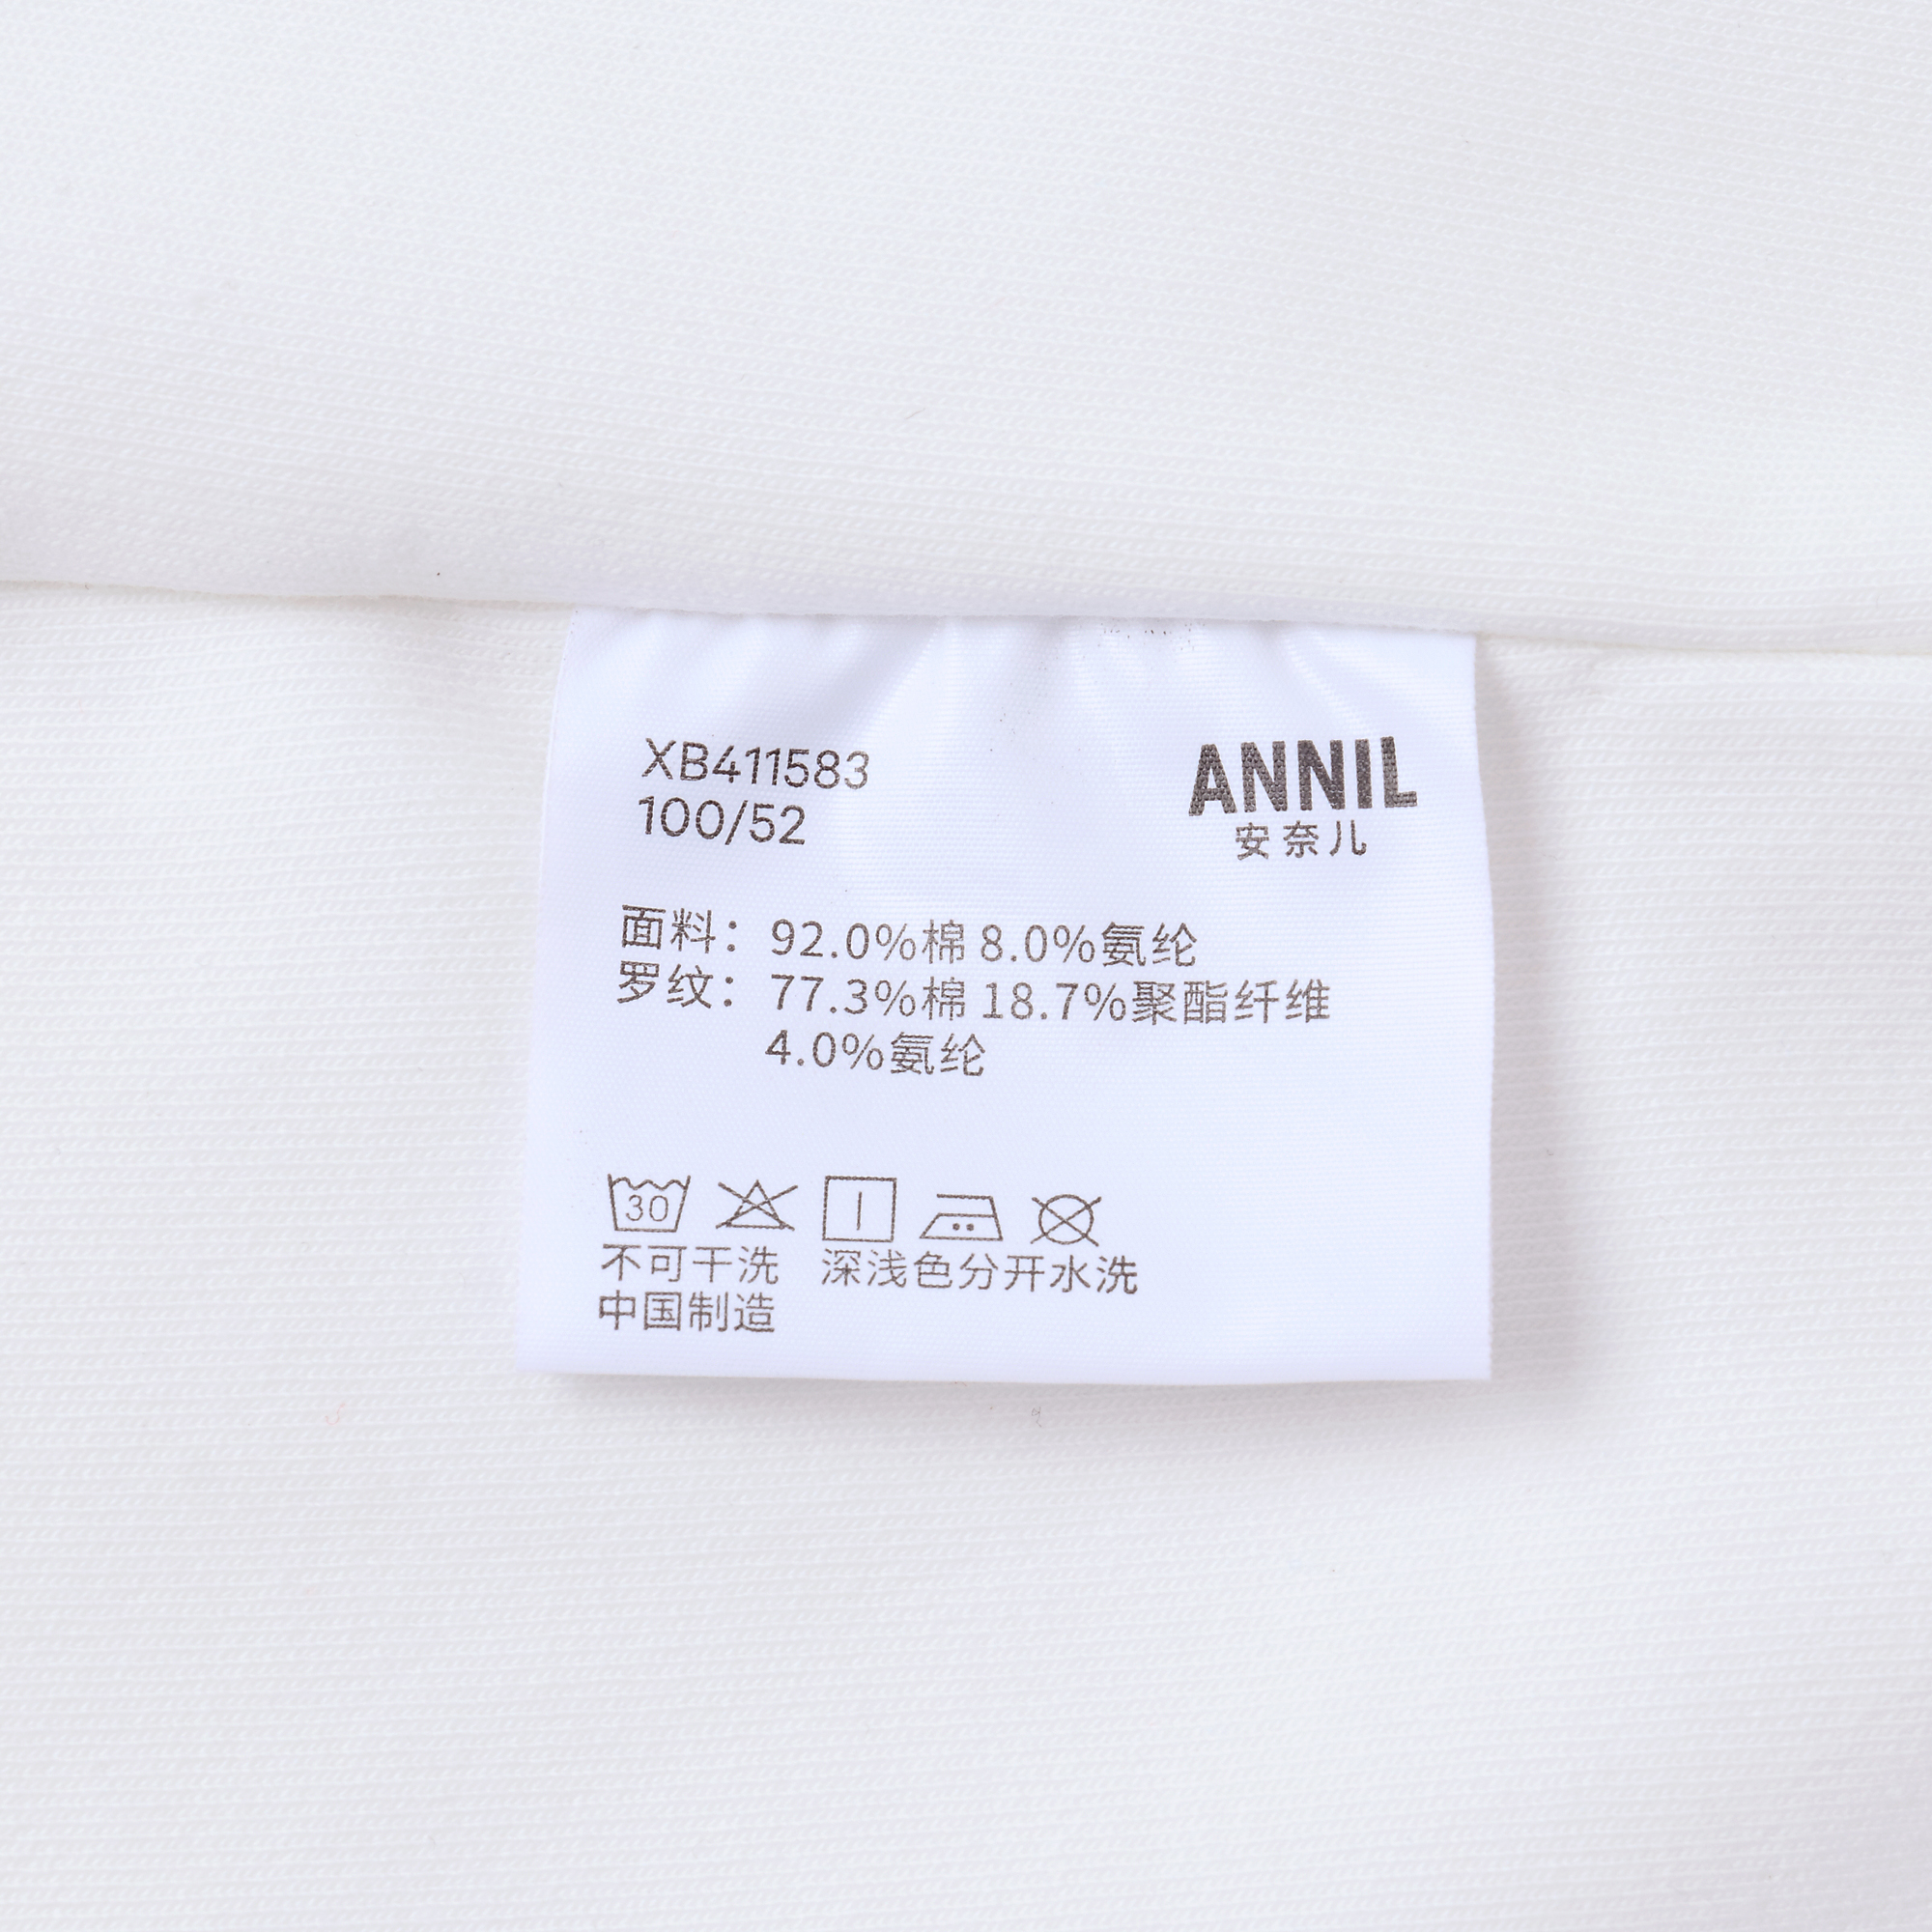 XB411583
100/52
ANNIL
安奈儿
面料：92.0%棉 8.0%氨纶
罗纹：77.3%棉 18.7%聚酯纤维
4.0%氨纶
30
不可干洗 深浅色分开水洗
中国制造